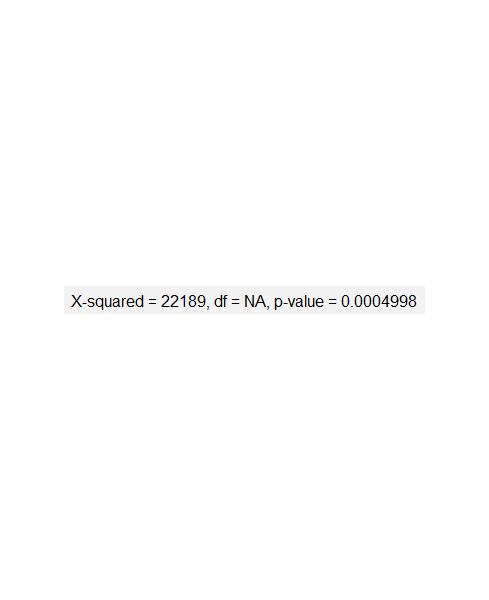 X-squared = 22189, df = NA, p-value = 0.0004998